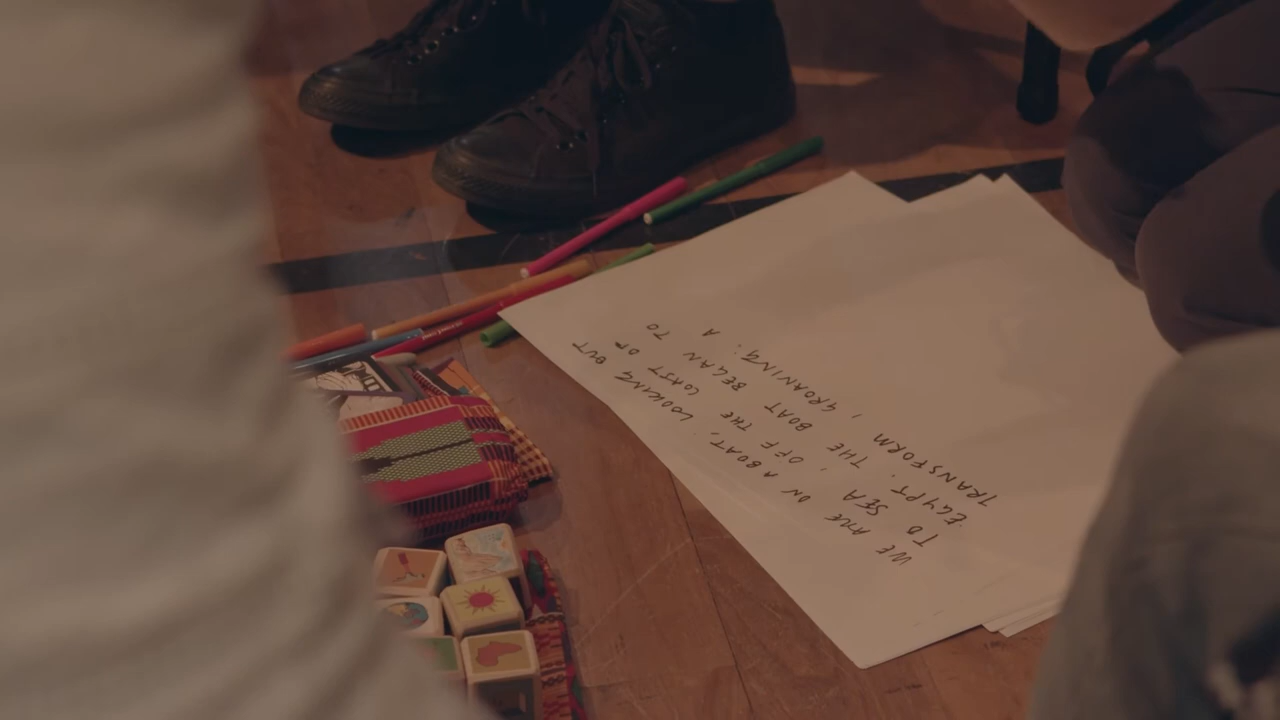 WE ARE ON A BOAT, LOOKING OUT
TO SEA, OFF THE COAST OF
EGYPT. THE BOAT BEGAN TO
TRANSFORM, GROANING. A